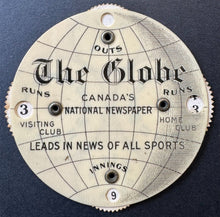 OUTS
The Globe
RUNS
RUNS
CANADA'S
NATIONAL NEWSPAPER
3
3
VISITING
CLUB
HOME
CLUB
LEADS IN NEWS OF ALL SPORTS
INNINGS
9